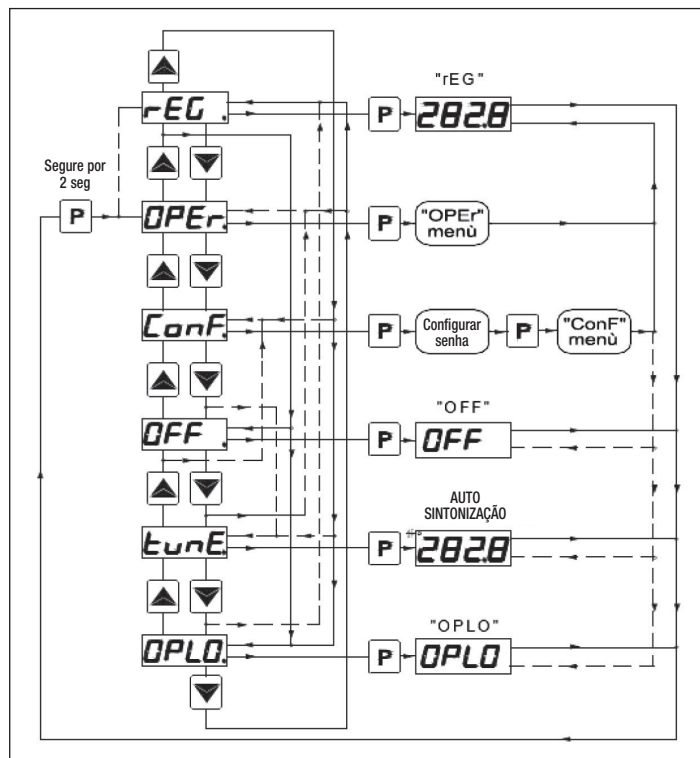 "rEG"
rEG.
P
282.8
Segure por
2 seg
P
OPEr.
P
"OPEr"
menù
ConF.
P
Configurar
senha
P
"ConF"
menù
"OFF"
OFF.
P
OFF
AUTO
SINTONIZAÇÃO
tunE.
P
282.8
"OPLO"
OPLO.
P
OPLO